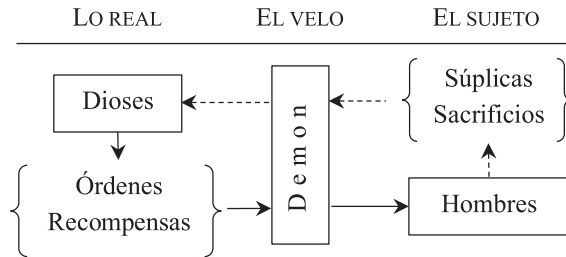 LO REAL
EL VELO
EL SUJETO
Dioses
Órdenes
Recompensas
Demon
Súplicas
Sacrificios
Hombres